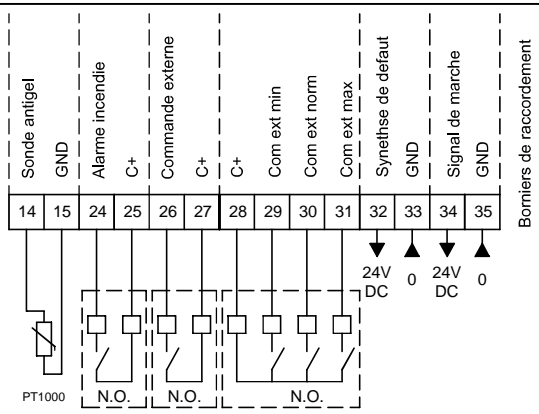 Sonde antigel
GND
Alarme incendie
C+
Commande externe
C+
C+
Com ext min
Com ext norm
Com ext max
Synethse de defaut
GND
Signal de marche
GND
Borniers de raccordement
14 15 24 25 26 27 28 29 30 31 32 33 34 35
24V
DC
0
24V
DC
0
PT1000
N.O.
N.O.
N.O.